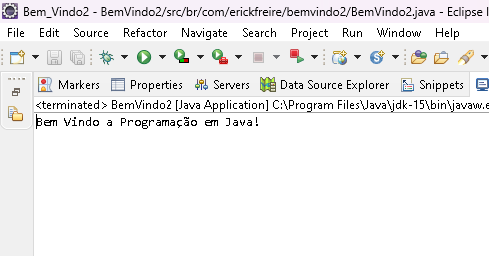 Bem_Vindo2 - BemVindo2/src/br/com/erickfreire/bemvindo2/BemVindo2.java - Eclipse I
File Edit Source Refactor Navigate Search Project Run Window Help
Markers Properties Servers Data Source Explorer Snippets
<terminated> BemVindo2 [Java Application] C:\Program Files\Java\jdk-15\bin\javaw.e
Bem Vindo a Programação em Java!